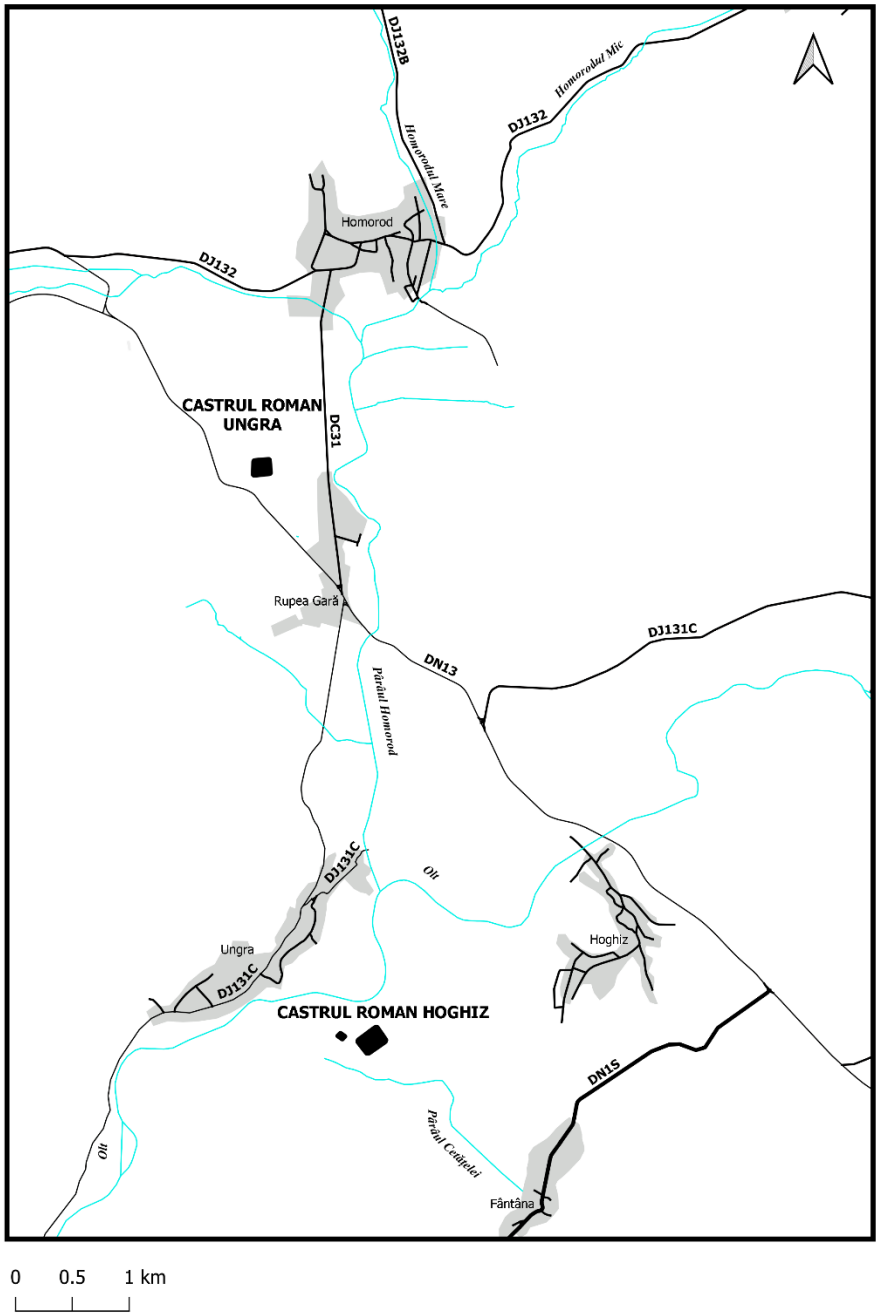 DJ132B
Homorodul Mic
DJ132
Homorodul Mare
Homorod
DJ132
CASTRUL ROMAN
UNGRA
DC31
Rupea Gară
DJ131C
DN13
Pârâul Homorod
DJ131C
Olt
Ungra
Hoghiz
DJ131C
CASTRUL ROMAN HOGHIZ
DN1S
Pârâul Cetățelei
Olt
Fântâna
0 0.5 1 km